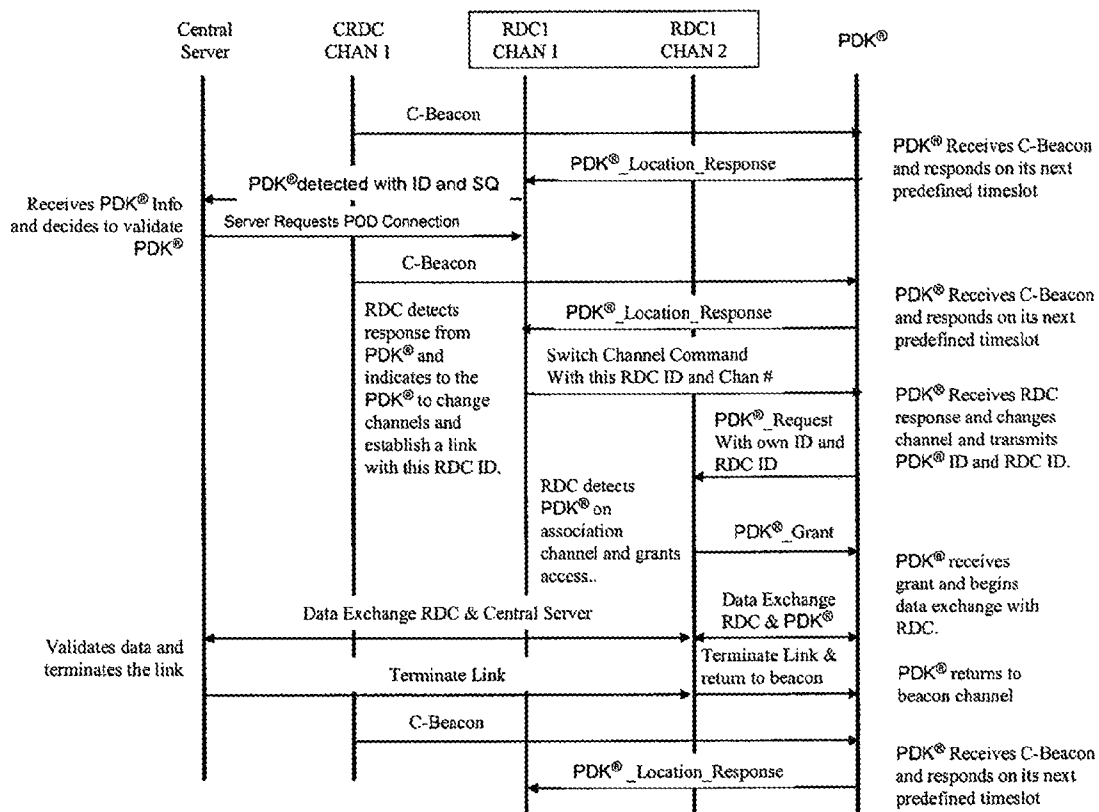 Central
Server
CRDC
CHAN 1
RDC1
CHAN 1
RDC1
CHAN 2
PDK®
C-Beacon
PDK® Receives C-Beacon
and responds on its next
predefined timeslot
PDK®_Location_Response
PDK® detected with ID and SQ
Receives PDK® Info
and decides to validate
PDK®
Server Requests POD Connection
C-Beacon
PDK® Receives C-Beacon
and responds on its next
predefined timeslot
RDC detects
response from
PDK® and
indicates to the
PDK® to change
channels and
establish a link
with this RDC ID.
PDK®_Location_Response
Switch Channel Command
With this RDC ID and Chan #
PDK® Receives RDC
response and changes
channel and transmits
PDK® ID and RDC ID.
PDK®_Request
With own ID and
RDC ID
RDC detects
PDK® on
association
channel and grants
access..
PDK®_Grant
PDK® receives
grant and begins
data exchange with
RDC.
Data Exchange RDC & Central Server
Data Exchange
RDC & PDK®
Validates data and
terminates the link
Terminate Link
Terminate Link &
return to beacon
PDK® returns to
beacon channel
C-Beacon
PDK® Receives C-Beacon
and responds on its next
predefined timeslot
PDK®_Location_Response